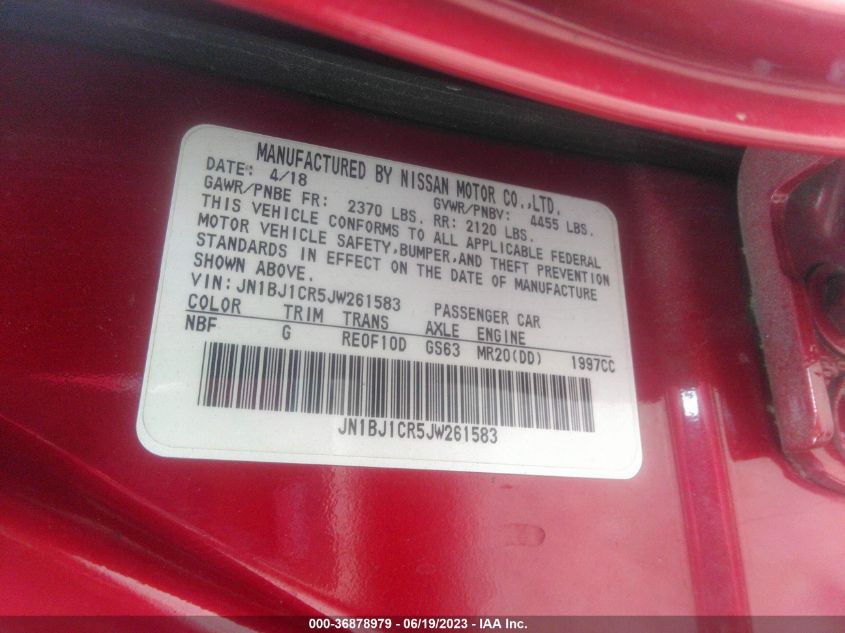 MANUFACTURED BY NISSAN MOTOR CO.,LTD.
DATE: 4/18 GVWR/PNBV: 4455 LBS.
GAWR/PNBE FR: 2370 LBS. RR: 2120 LBS.
THIS VEHICLE CONFORMS TO ALL APPLICABLE FEDERAL
MOTOR VEHICLE SAFETY,BUMPER,AND THEFT PREVENTION
STANDARDS IN EFFECT ON THE DATE OF MANUFACTURE
SHOWN ABOVE.
VIN: JN1BJ1CR5JW261583 PASSENGER CAR
COLOR TRIM TRANS AXLE ENGINE
NBF G RE0F10D GS63 MR20(DD) 1997CC
JN1BJ1CR5JW261583
000-36878979 - 06/19/2023 - IAA Inc.